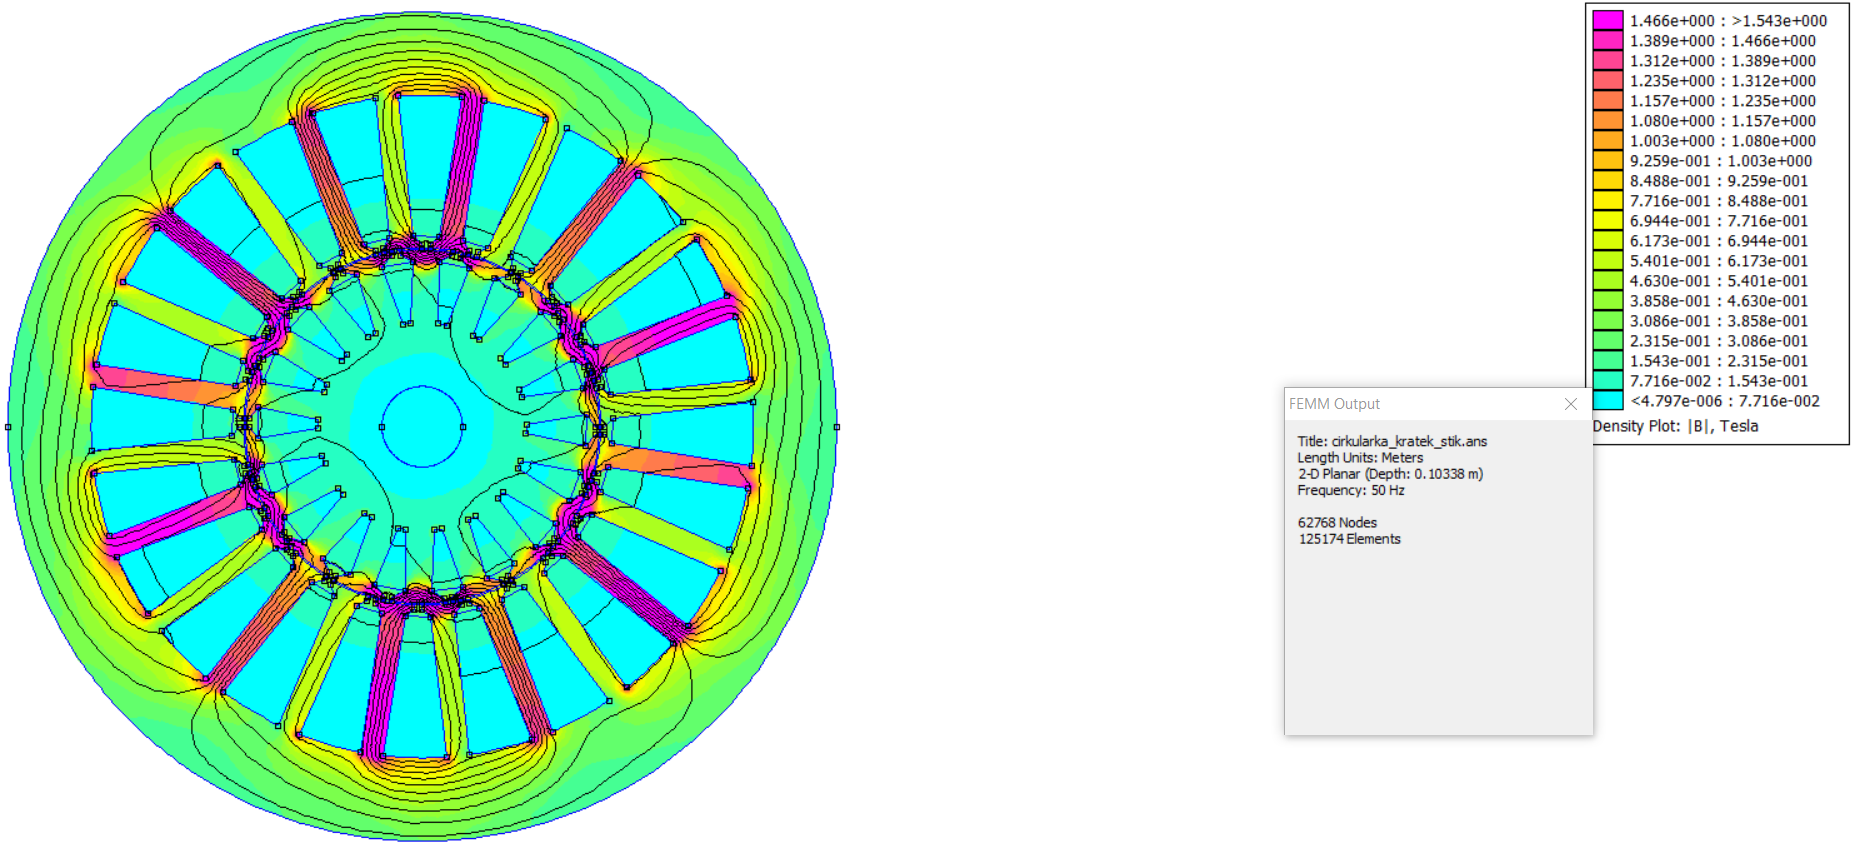 1.466e+000 : >1.543e+000
1.389e+000 : 1.466e+000
1.312e+000 : 1.389e+000
1.235e+000 : 1.312e+000
1.157e+000 : 1.235e+000
1.080e+000 : 1.157e+000
1.003e+000 : 1.080e+000
9.259e-001 : 1.003e+000
8.488e-001 : 9.259e-001
7.716e-001 : 8.488e-001
6.944e-001 : 7.716e-001
6.173e-001 : 6.944e-001
5.401e-001 : 6.173e-001
4.630e-001 : 5.401e-001
3.858e-001 : 4.630e-001
3.086e-001 : 3.858e-001
2.315e-001 : 3.086e-001
1.543e-001 : 2.315e-001
7.716e-002 : 1.543e-001
<4.797e-006 : 7.716e-002
Density Plot: |B|, Tesla
FEMM Output
Title: cirkularka_kratek_stik.ans
Length Units: Meters
2-D Planar (Depth: 0.10338 m)
Frequency: 50 Hz
62768 Nodes
125174 Elements